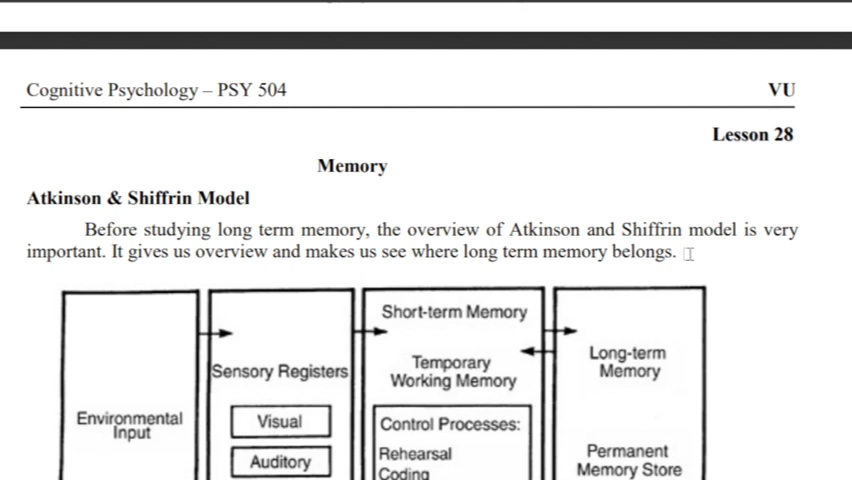 Cognitive Psychology – PSY 504 VU
Lesson 28
Memory
Atkinson & Shiffrin Model
Before studying long term memory, the overview of Atkinson and Shiffrin model is very
important. It gives us overview and makes us see where long term memory belongs.
Environmental
Input
Sensory Registers
Visual
Auditory
Short-term Memory
Temporary
Working Memory
Control Processes:
Rehearsal
Coding
Long-term
Memory
Permanent
Memory Store